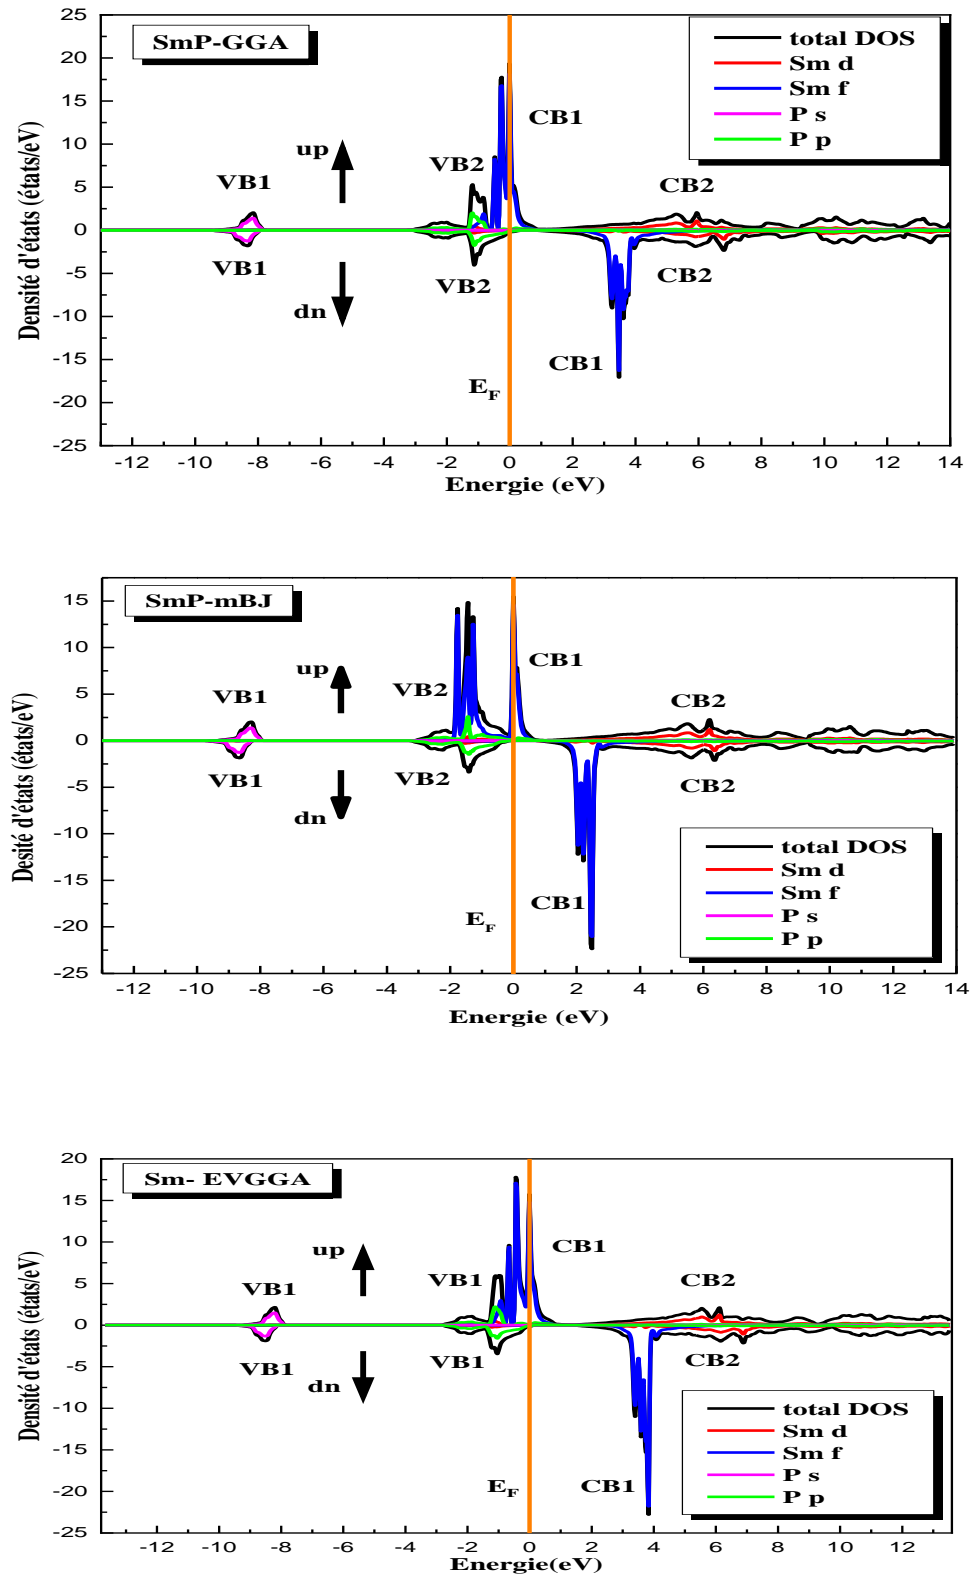 SmP-GGA
total DOS
Sm d
Sm f
P s
P p
CB1
up
VB2
VB1
CB2
VB1
VB2
CB2
dn
CB1
E_F
25
20
15
10
5
0
-5
-10
-15
-20
-25
Densité d'états (états/eV)
-12 -10 -8 -6 -4 -2 0 2 4 6 8 10 12 14
Energie (eV)
SmP-mBJ
up
VB1
VB2
CB1
CB2
VB1
VB2
CB2
dn
CB1
E_F
total DOS
Sm d
Sm f
P s
P p
15
10
5
0
-5
-10
-15
-20
-25
Desité d'états (états/eV)
-12 -10 -8 -6 -4 -2 0 2 4 6 8 10 12 14
Energie (eV)
Sm- EVGGA
up
VB1
VB1
CB1
CB2
VB1
VB1
CB2
dn
CB1
E_F
total DOS
Sm d
Sm f
P s
P p
20
15
10
5
0
-5
-10
-15
-20
-25
Densité d'états (états/eV)
-12 -10 -8 -6 -4 -2 0 2 4 6 8 10 12
Energie(eV)